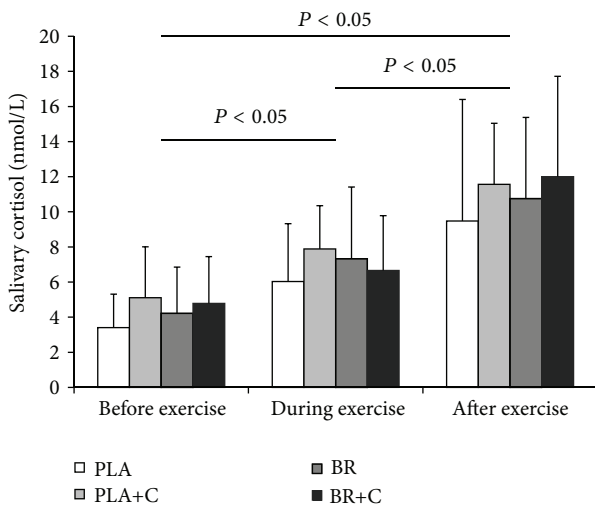 P < 0.05
P < 0.05
P < 0.05
Salivary cortisol (nmol/L)
20
18
16
14
12
10
8
6
4
2
0
Before exercise During exercise After exercise
PLA BR
PLA+C BR+C